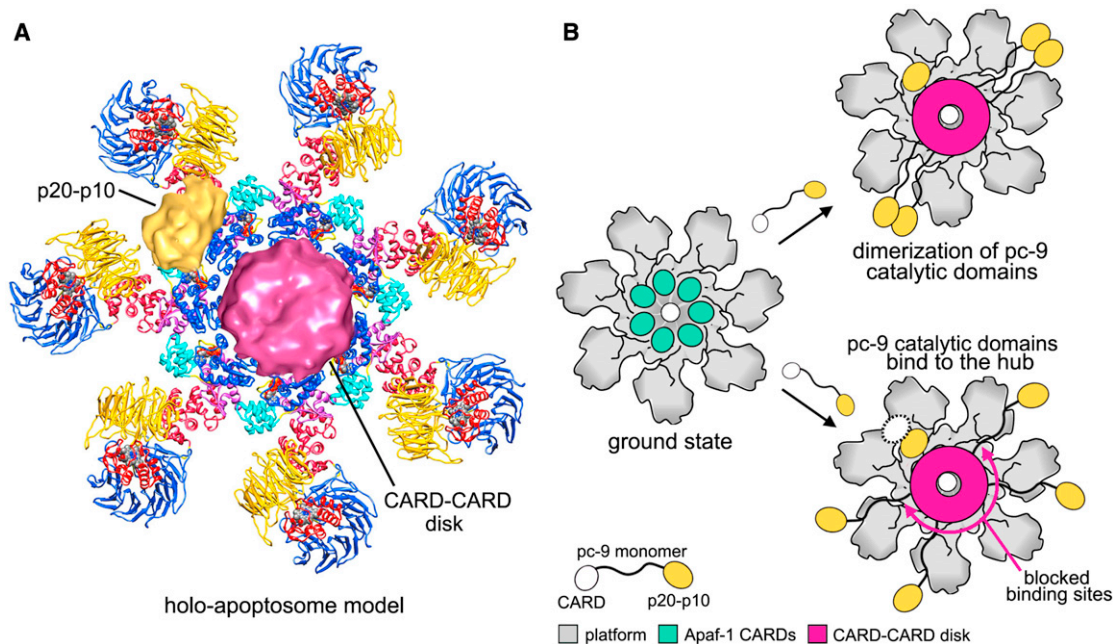 A
p20-p10
CARD-CARD
disk
holo-apoptosome model
B
dimerization of pc-9
catalytic domains
ground state
pc-9 catalytic domains
bind to the hub
blocked
binding sites
pc-9 monomer
CARD
p20-p10
platform
Apaf-1 CARDs
CARD-CARD disk